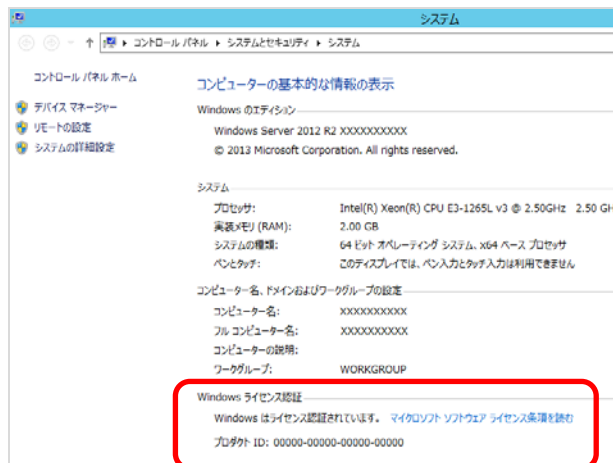 システム
コントロール パネル ▸ システムとセキュリティ ▸ システム
コントロール パネル ホーム
デバイス マネージャー
リモートの設定
システムの詳細設定
コンピューターの基本的な情報の表示
Windows のエディション
Windows Server 2012 R2 XXXXXXXXXX
© 2013 Microsoft Corporation. All rights reserved.
システム
プロセッサ: Intel(R) Xeon(R) CPU E3-1265L v3 @ 2.50GHz 2.50 GH
実装メモリ (RAM): 2.00 GB
システムの種類: 64 ビット オペレーティング システム、x64 ベース プロセッサ
ペンとタッチ: このディスプレイでは、ペン入力とタッチ入力は利用できません
コンピューター名、ドメインおよびワークグループの設定
コンピューター名: XXXXXXXXXX
フル コンピューター名: XXXXXXXXXX
コンピューターの説明:
ワークグループ: WORKGROUP
Windows ライセンス認証
Windows はライセンス認証されています。 マイクロソフト ソフトウェア ライセンス条項を読む
プロダクト ID: 00000-00000-00000-00000